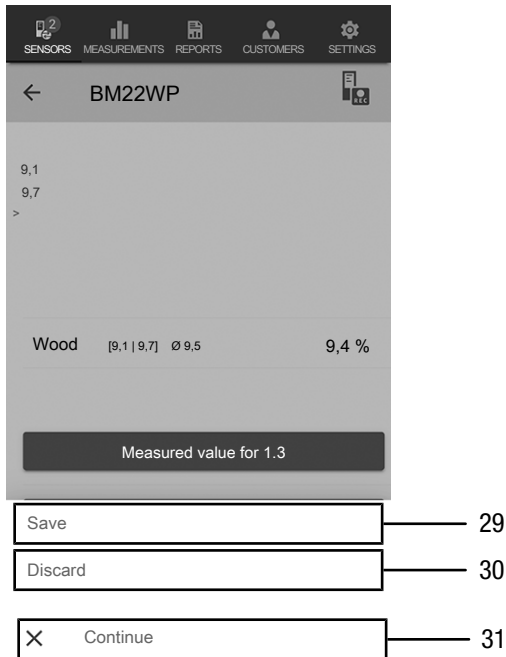 2
SENSORS MEASUREMENTS REPORTS CUSTOMERS SETTINGS
BM22WP
REC
9,1
9,7
>
Wood [9,1 | 9,7] Ø 9,5 9,4 %
Measured value for 1.3
Save 29
Discard 30
Continue 31